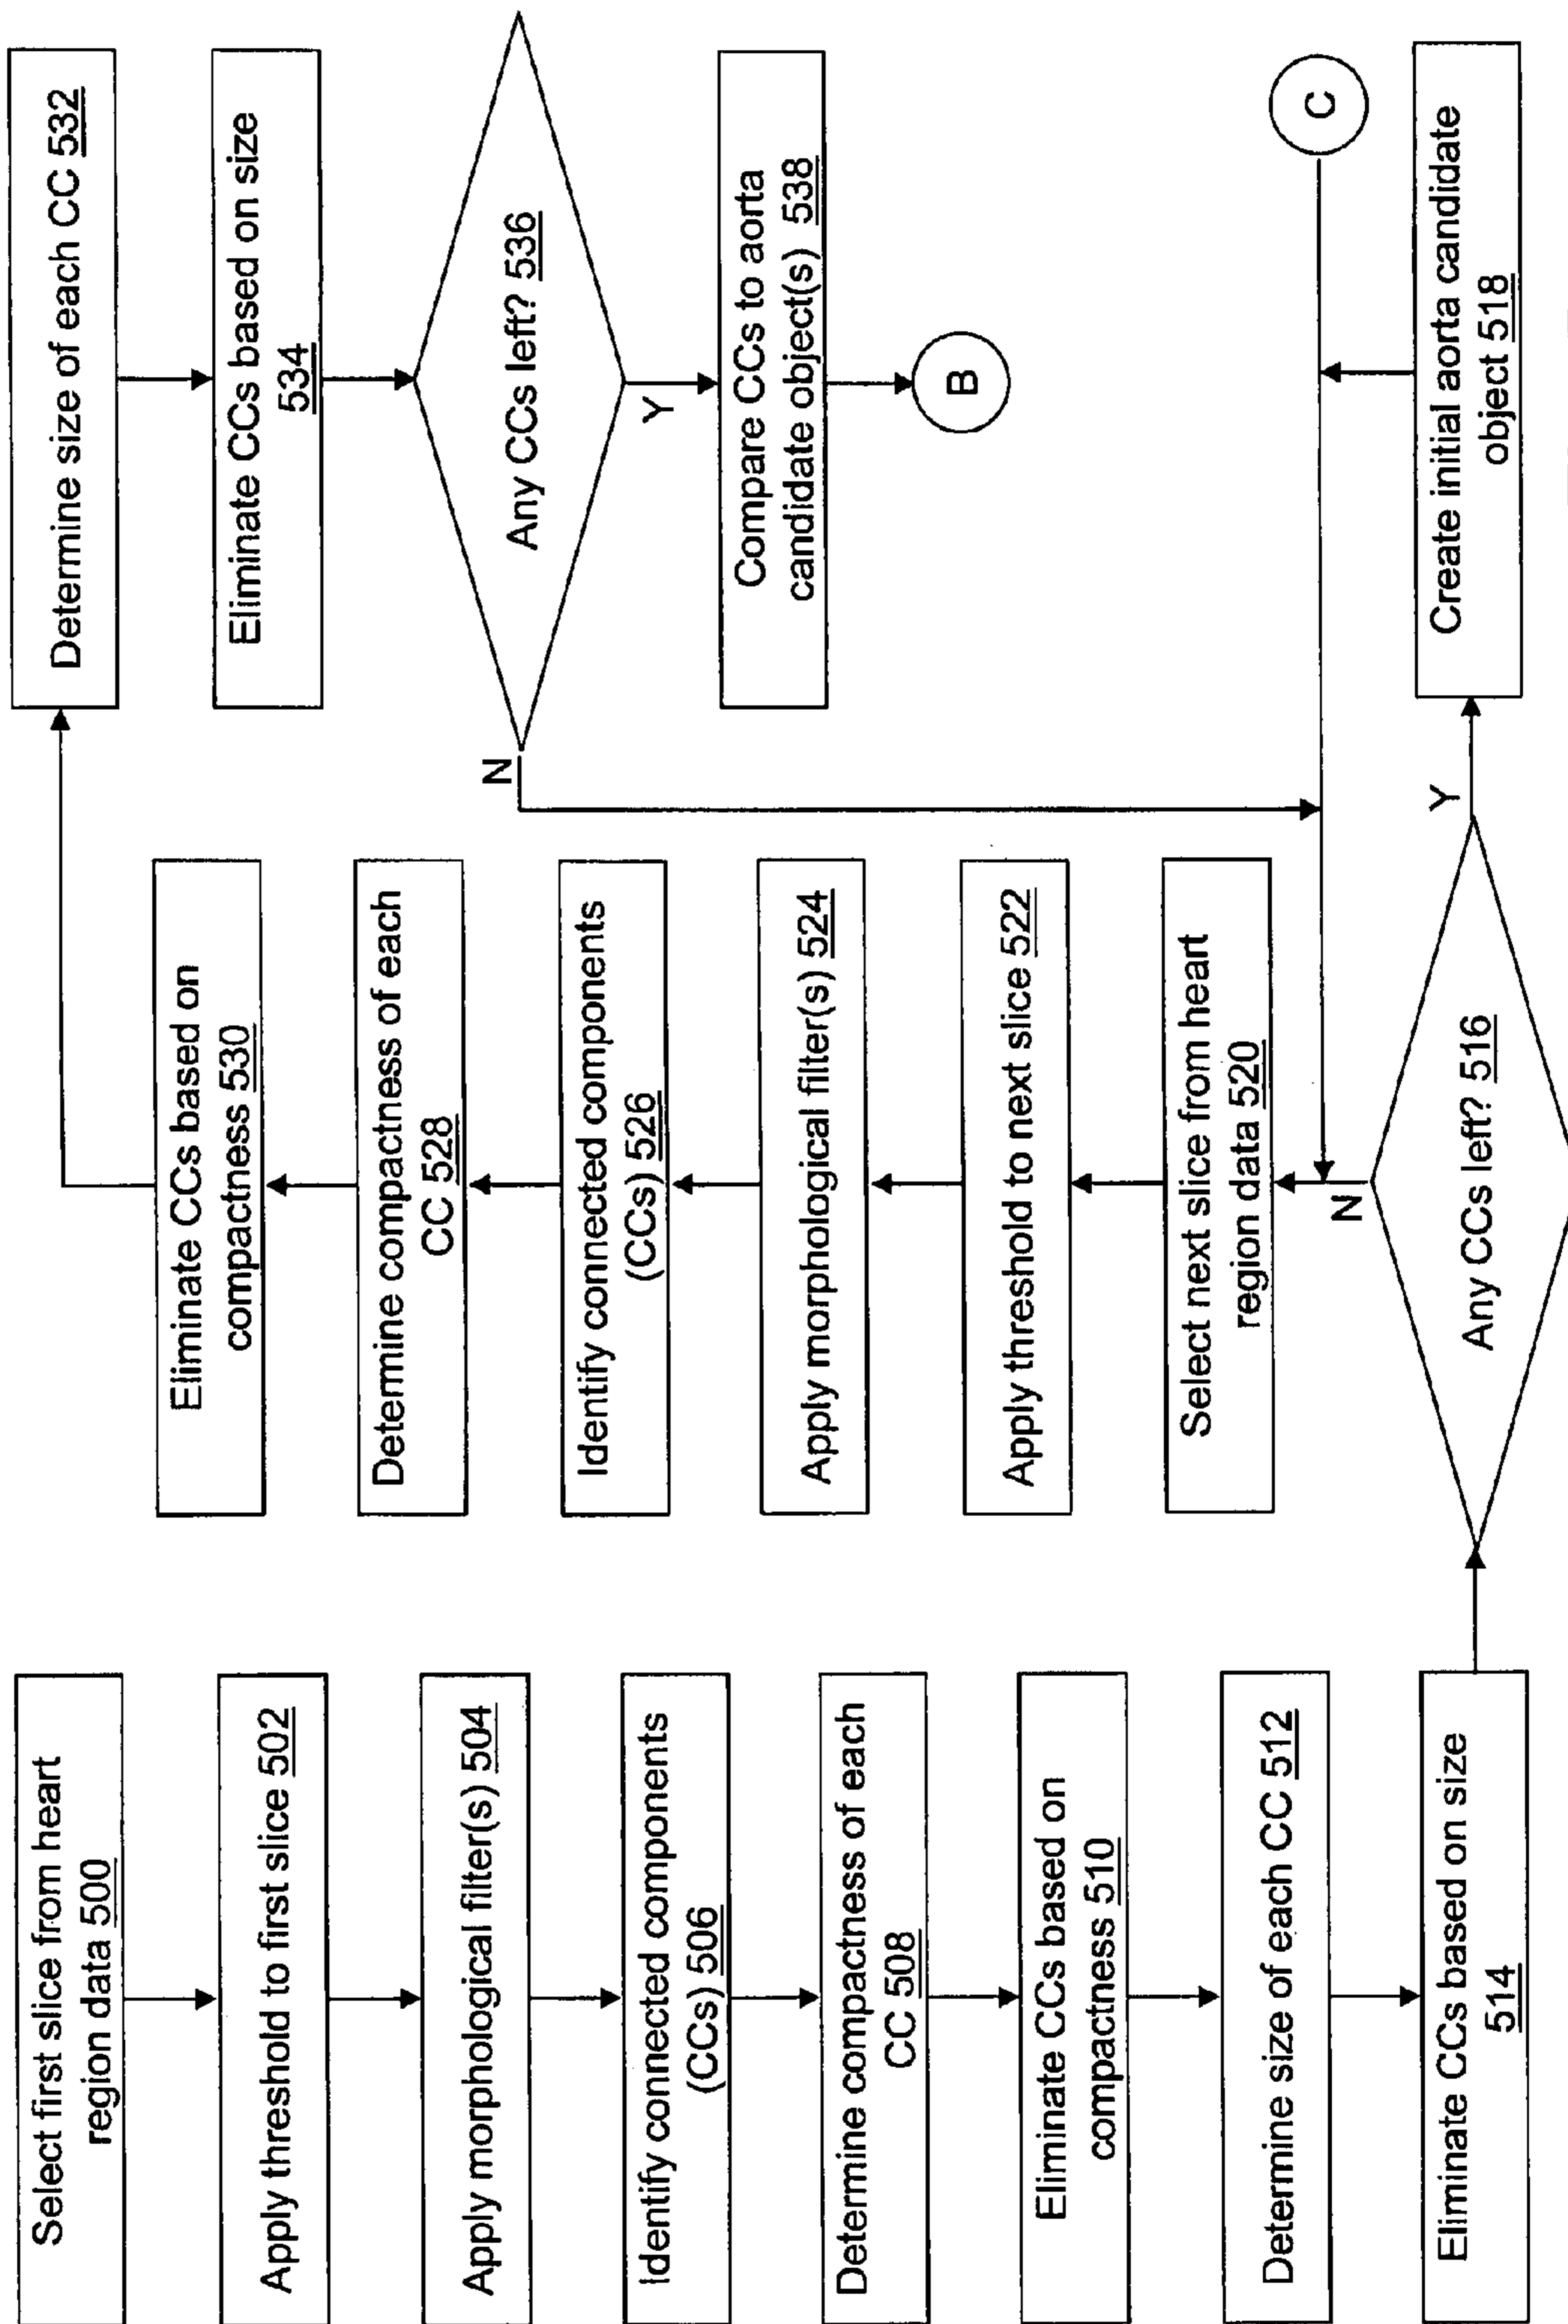 Select first slice from heart
region data 500
Apply threshold to first slice 502
Apply morphological filter(s) 504
Identify connected components
(CCs) 506
Determine compactness of each
CC 508
Eliminate CCs based on
compactness 510
Determine size of each CC 512
Eliminate CCs based on size
514
Any CCs left? 516
N
Y
Create initial aorta candidate
object 518
C
Select next slice from heart
region data 520
Apply threshold to next slice 522
Apply morphological filter(s) 524
Identify connected components
(CCs) 526
Determine compactness of each
CC 528
Eliminate CCs based on
compactness 530
Determine size of each CC 532
Eliminate CCs based on size
534
Any CCs left? 536
N
Y
Compare CCs to aorta
candidate object(s) 538
B